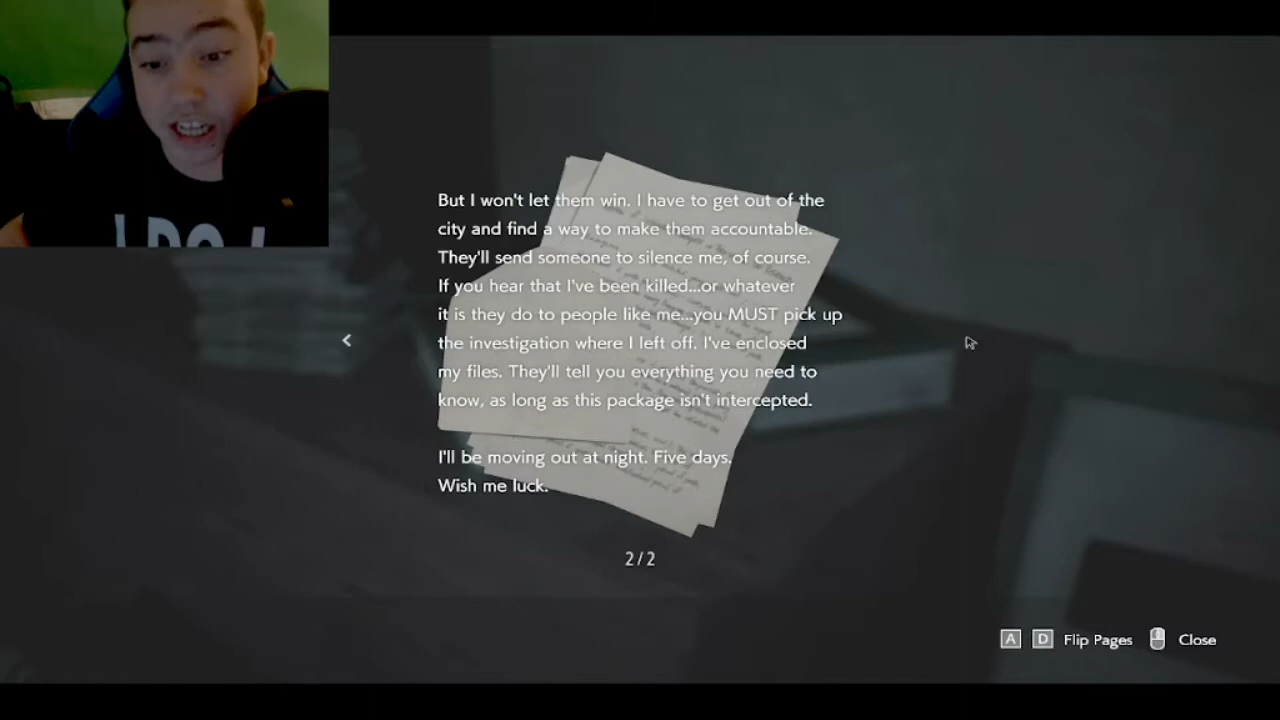 But I won't let them win. I have to get out of the
city and find a way to make them accountable.
They'll send someone to silence me, of course.
If you hear that I've been killed...or whatever
it is they do to people like me...you MUST pick up
the investigation where I left off. I've enclosed
my files. They'll tell you everything you need to
know, as long as this package isn't intercepted.
I'll be moving out at night. Five days.
Wish me luck.
2/2
A D Flip Pages Close